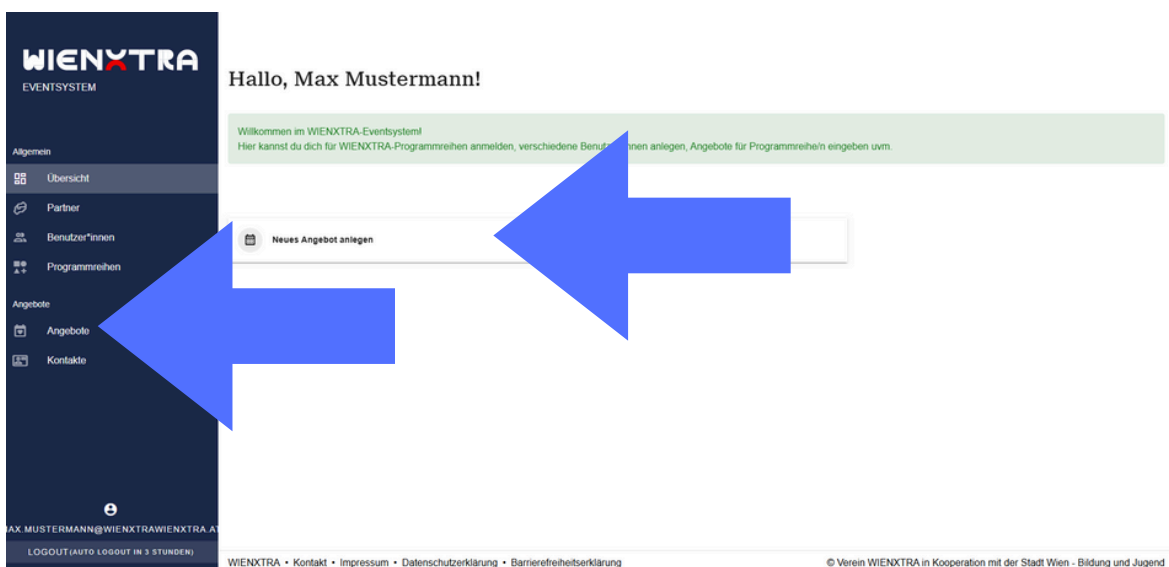 WIENXTRA
EVENTSYSTEM
Allgemein
Übersicht
Partner
Benutzer*innen
Programmreihen
Angebote
Angebote
Kontakte
MAX.MUSTERMANN@WIENXTRAWIENXTRA.AT
LOGOUT (AUTO LOGOUT IN 3 STUNDEN)
Hallo, Max Mustermann!
Willkommen im WIENXTRA-Eventsystem!
Hier kannst du dich für WIENXTRA-Programmreihen anmelden, verschiedene anlegen, Angebote für Programmreihe/n eingeben uvm.
Neues Angebot anlegen
WIENXTRA • Kontakt • Impressum • Datenschutzerklärung • Barrierefreiheitserklärung
© Verein WIENXTRA in Kooperation mit der Stadt Wien - Bildung und Jugend